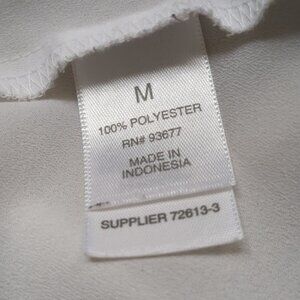 M
100% POLYESTER
RN# 93677
MADE IN
INDONESIA
SUPPLIER 72613-3